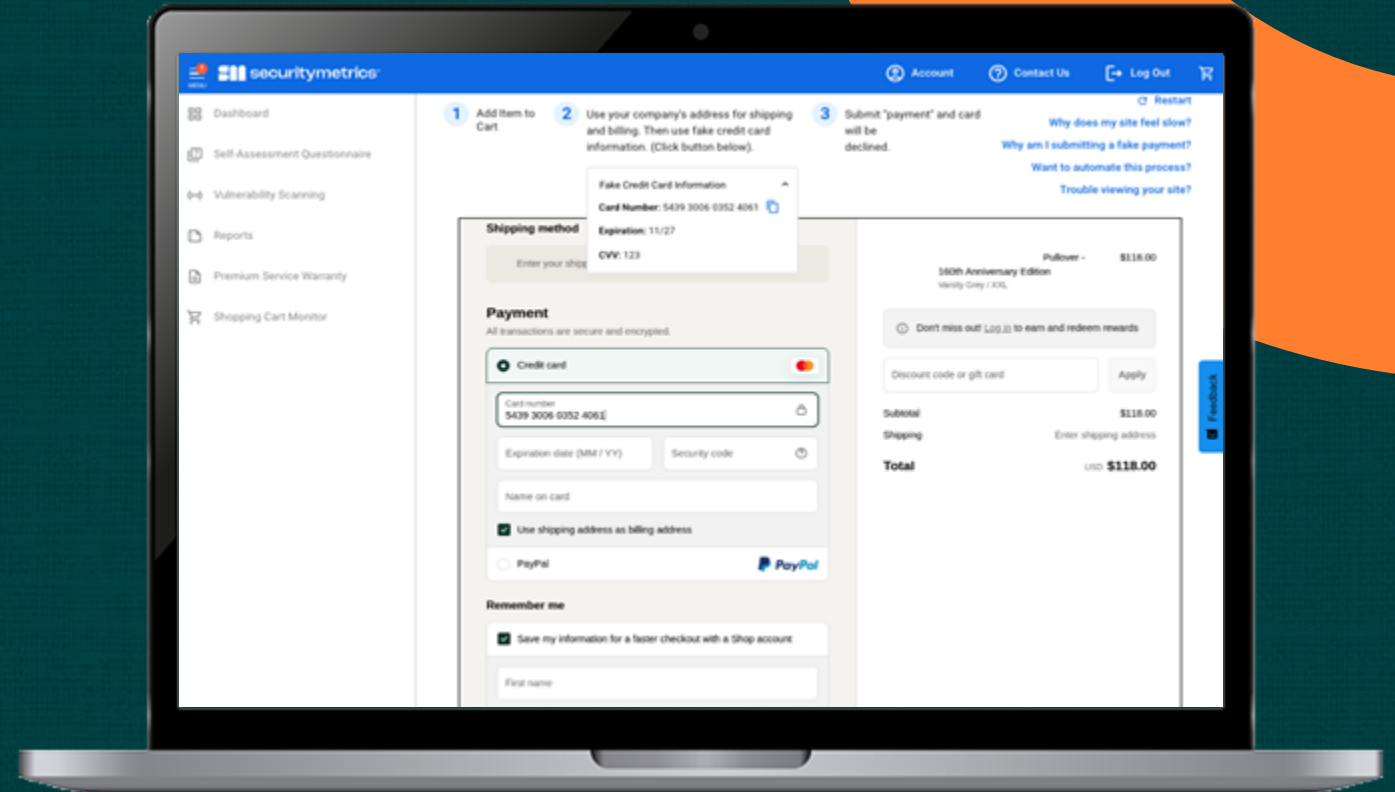 MENU
securitymetrics
Account
Contact Us
Log Out
Dashboard
Self-Assessment Questionnaire
Vulnerability Scanning
Reports
Premium Service Warranty
Shopping Cart Monitor
1
Add Item to
Cart
2
Use your company's address for shipping
and billing. Then use fake credit card
information. (Click button below).
3
Submit "payment" and card
will be
declined.
Restart
Why does my site feel slow?
Why am I submitting a fake payment?
Want to automate this process?
Trouble viewing your site?
Fake Credit Card Information
Card Number: 5439 3006 0352 4061
Expiration: 11/27
CVV: 123
Shipping method
Enter your shipp
Payment
All transactions are secure and encrypted.
Credit card
Card number
5439 3006 0352 4061
Expiration date (MM / YY)
Security code
Name on card
Use shipping address as billing address
PayPal
PayPal
Remember me
Save my information for a faster checkout with a Shop account
First name
Pullover - $118.00
160th Anniversary Edition
Varsity Grey / XXL
Don't miss out! Log in to earn and redeem rewards
Discount code or gift card
Apply
Subtotal $118.00
Shipping Enter shipping address
Total USD $118.00
Feedback